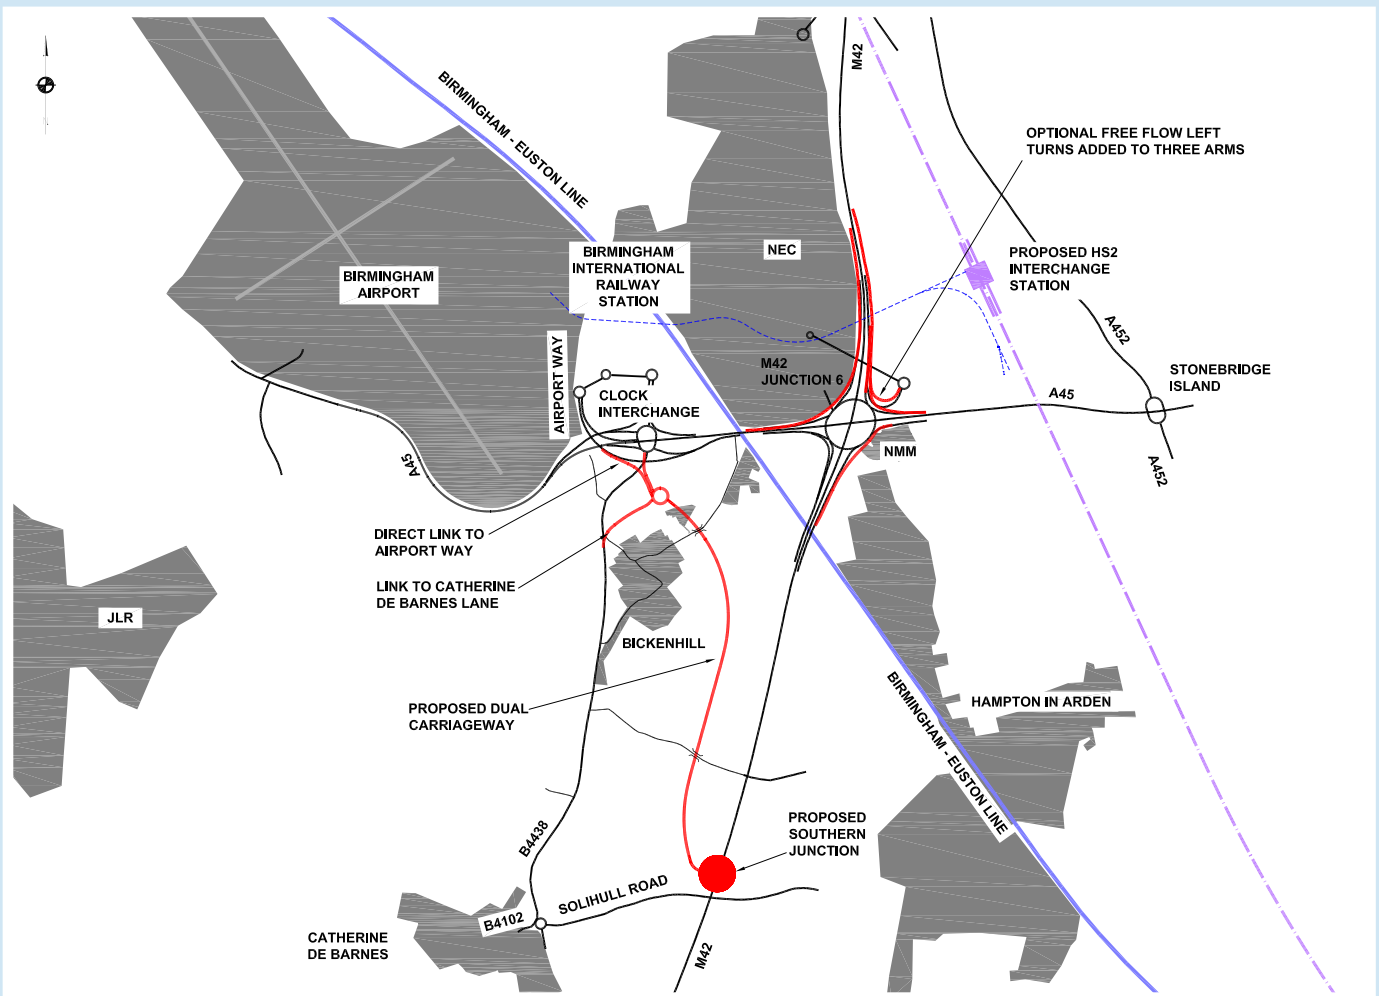 M42
BIRMINGHAM - EUSTON LINE
OPTIONAL FREE FLOW LEFT
TURNS ADDED TO THREE ARMS
NEC
BIRMINGHAM
INTERNATIONAL
RAILWAY
STATION
PROPOSED HS2
INTERCHANGE
STATION
BIRMINGHAM
AIRPORT
A452
AIRPORT WAY
M42
JUNCTION 6
STONEBRIDGE
ISLAND
CLOCK
INTERCHANGE
A45
NMM
A45
A452
DIRECT LINK TO
AIRPORT WAY
LINK TO CATHERINE
DE BARNES LANE
JLR
BICKENHILL
HAMPTON IN ARDEN
PROPOSED DUAL
CARRIAGEWAY
BIRMINGHAM - EUSTON LINE
PROPOSED
SOUTHERN
JUNCTION
B4438
SOLIHULL ROAD
B4102
CATHERINE
DE BARNES
M42